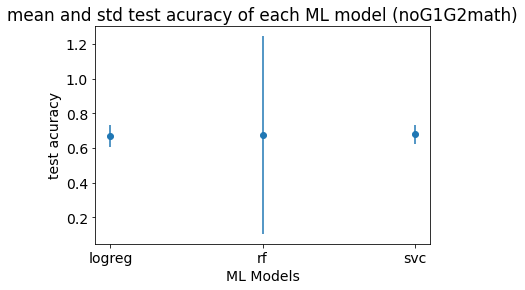 mean and std test acuracy of each ML model (noG1G2math)
1.2
1.0
0.8
0.6
0.4
0.2
test acuracy
logreg rf svc
ML Models